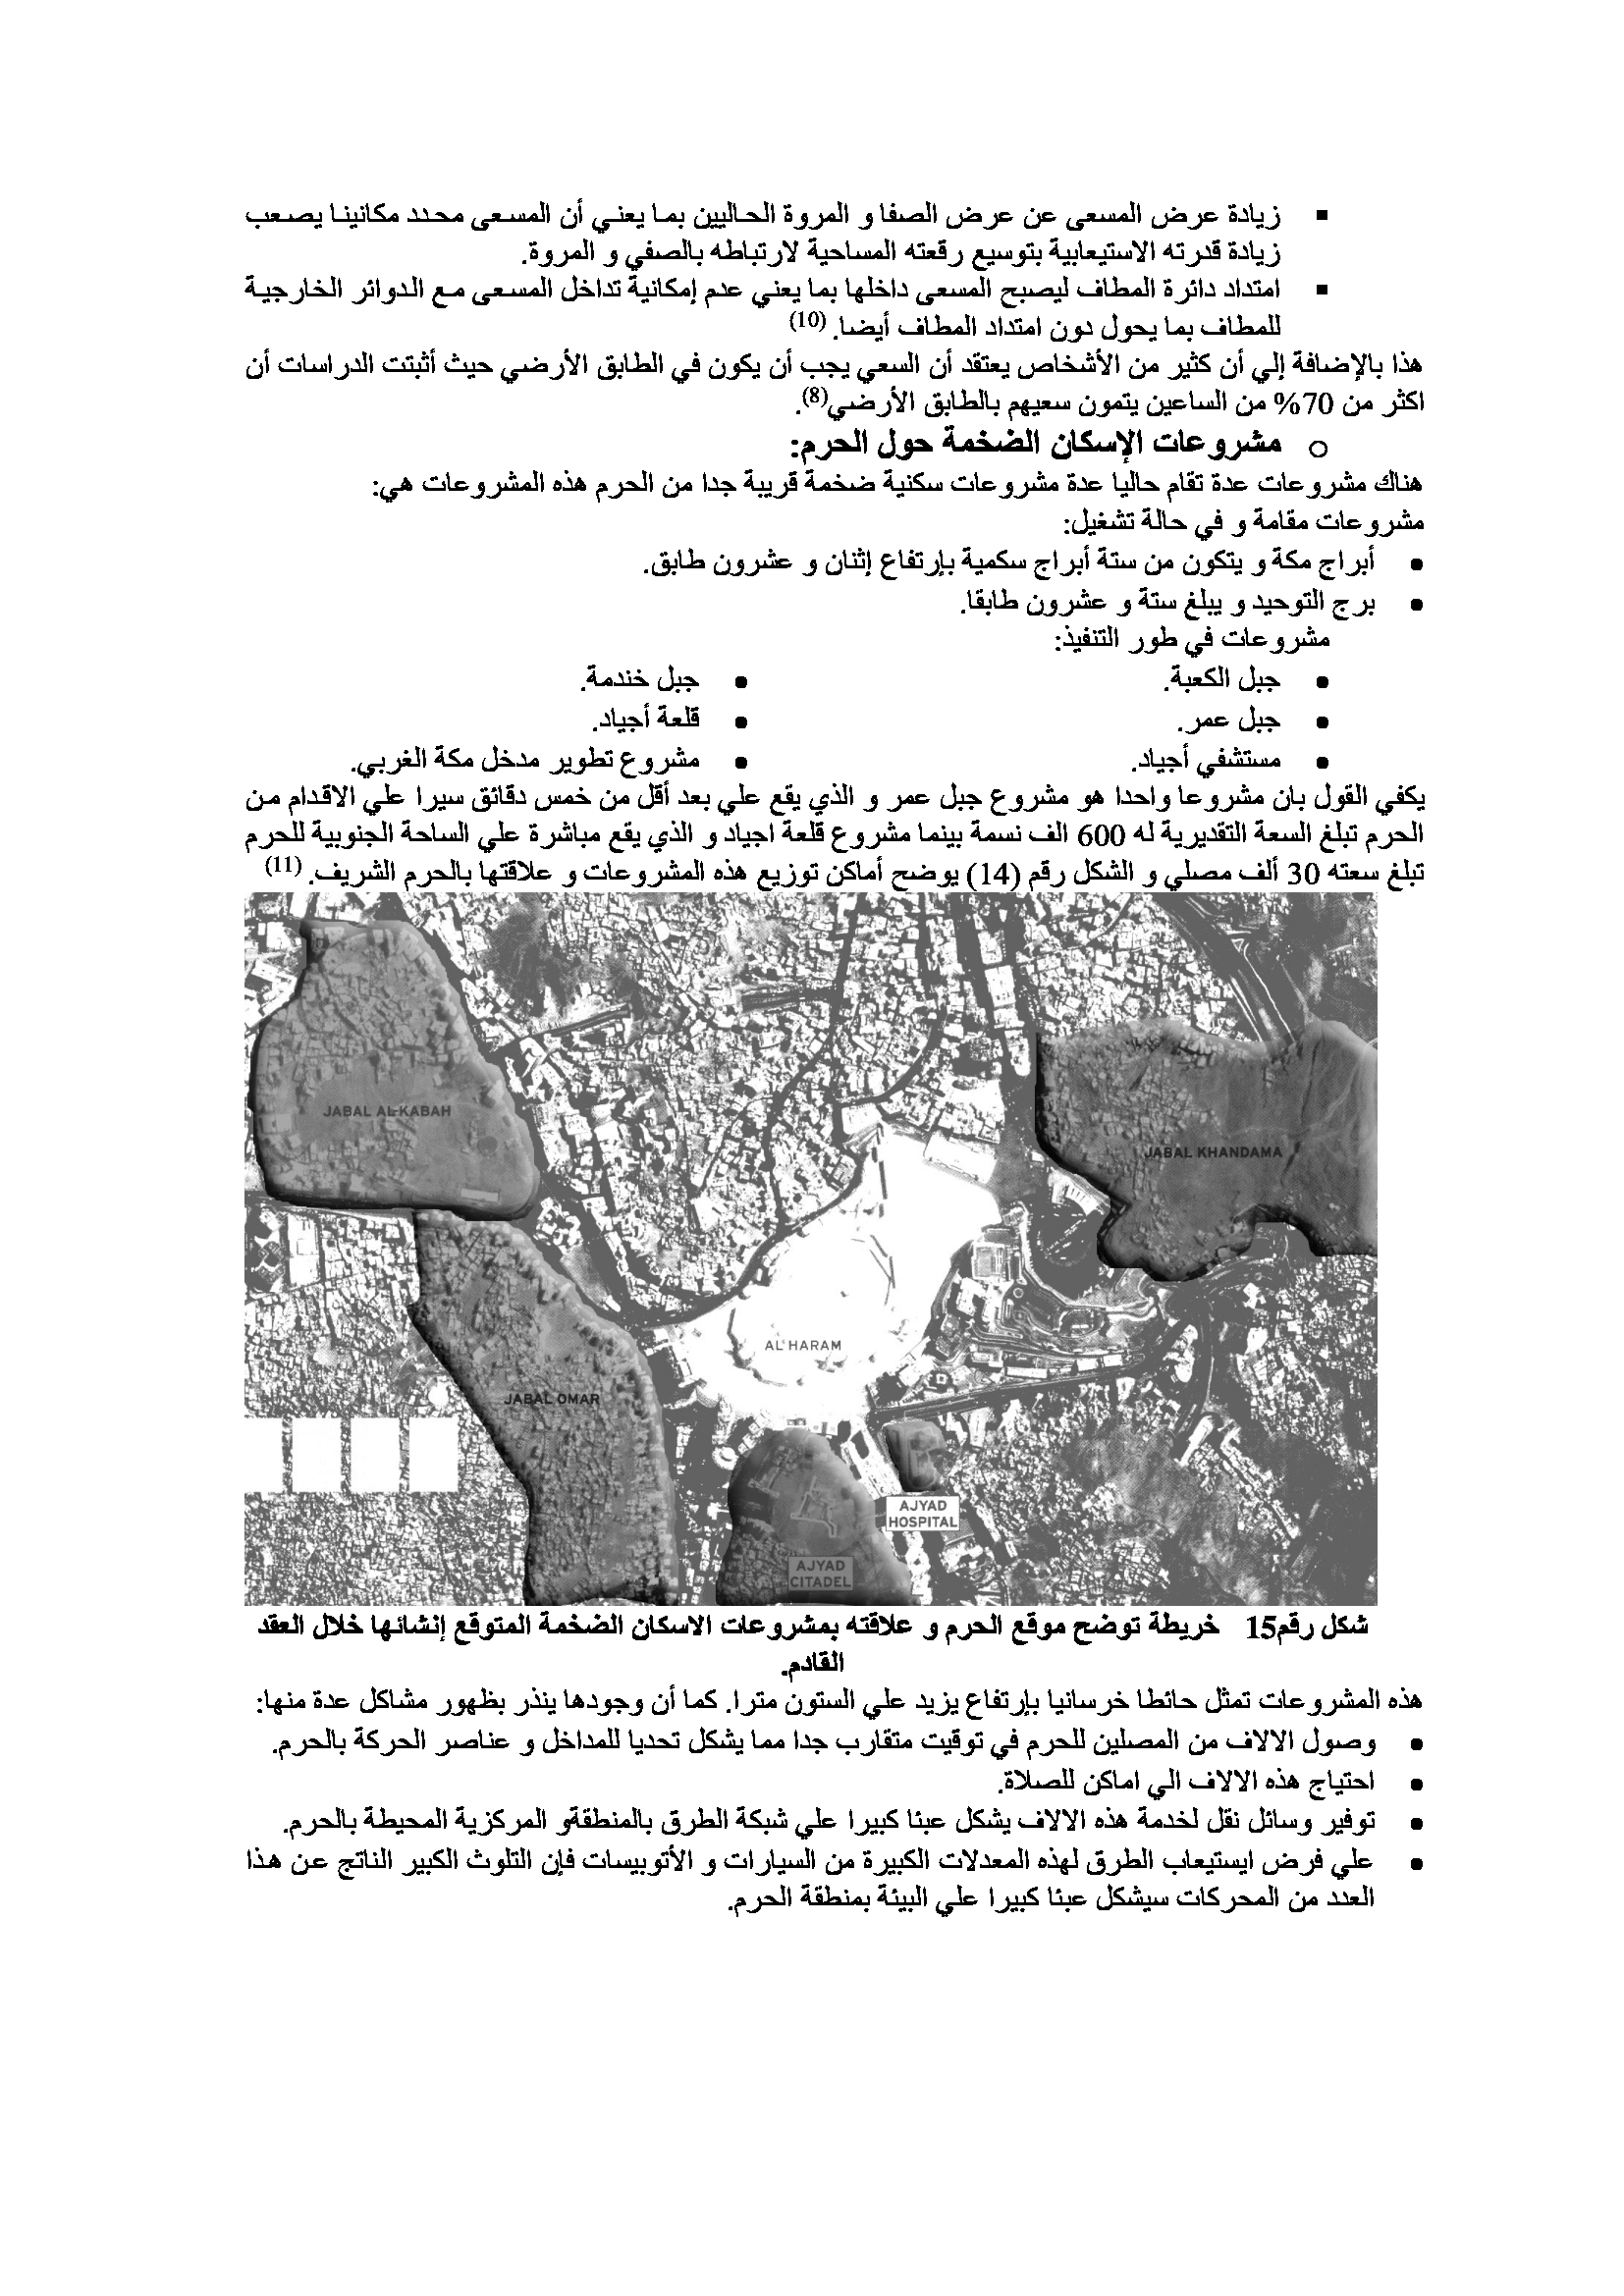 ▪ زيادة عرض المسعى عن عرض الصفا و المروة الحاليين بما يعني أن المسعى محدد مكانينا يصعب
زيادة قدرته الاستيعابية بتوسيع رقعته المساحية لارتباطه بالصفي و المروة.
▪ امتداد دائرة المطاف ليصبح المسعى داخلها بما يعني عدم إمكانية تداخل المسعى مع الدوائر الخارجية
للمطاف بما يحول دون امتداد المطاف أيضا. (10)
هذا بالإضافة إلي أن كثير من الأشخاص يعتقد أن السعي يجب أن يكون في الطابق الأرضي حيث أثبتت الدراسات أن
اكثر من 70% من الساعين يتمون سعيهم بالطابق الأرضي(8).
o مشروعات الإسكان الضخمة حول الحرم:
هناك مشروعات عدة تقام حاليا عدة مشروعات سكنية ضخمة قريبة جدا من الحرم هذه المشروعات هي:
مشروعات مقامة و في حالة تشغيل:
• أبراج مكة و يتكون من ستة أبراج سكمية بإرتفاع إثنان و عشرون طابق.
• برج التوحيد و يبلغ ستة و عشرون طابقا.
مشروعات في طور التنفيذ:
• جبل الكعبة. • جبل خندمة.
• جبل عمر. • قلعة أجياد.
• مستشفي أجياد. • مشروع تطوير مدخل مكة الغربي.
يكفي القول بان مشروعا واحدا هو مشروع جبل عمر و الذي يقع علي بعد أقل من خمس دقائق سيرا علي الاقدام من
الحرم تبلغ السعة التقديرية له 600 الف نسمة بينما مشروع قلعة اجياد و الذي يقع مباشرة علي الساحة الجنوبية للحرم
تبلغ سعته 30 ألف مصلي و الشكل رقم (14) يوضح أماكن توزيع هذه المشروعات و علاقتها بالحرم الشريف. (11)
JABAL AL-KABAH
JABAL KHANDAMA
AL HARAM
JABAL OMAR
AJYAD
HOSPITAL
AJYAD
CITADEL
شكل رقم15 خريطة توضح موقع الحرم و علاقته بمشروعات الاسكان الضخمة المتوقع إنشائها خلال العقد
القادم.
هذه المشروعات تمثل حائطا خرسانيا بإرتفاع يزيد علي الستون مترا. كما أن وجودها ينذر بظهور مشاكل عدة منها:
• وصول الالاف من المصلين للحرم في توقيت متقارب جدا مما يشكل تحديا للمداخل و عناصر الحركة بالحرم.
• احتياج هذه الالاف الي اماكن للصلاة.
• توفير وسائل نقل لخدمة هذه الالاف يشكل عبئا كبيرا علي شبكة الطرق بالمنطقةو المركزية المحيطة بالحرم.
• علي فرض ايستيعاب الطرق لهذه المعدلات الكبيرة من السيارات و الأتوبيسات فإن التلوث الكبير الناتج عن هذا
العدد من المحركات سيشكل عبئا كبيرا علي البيئة بمنطقة الحرم.